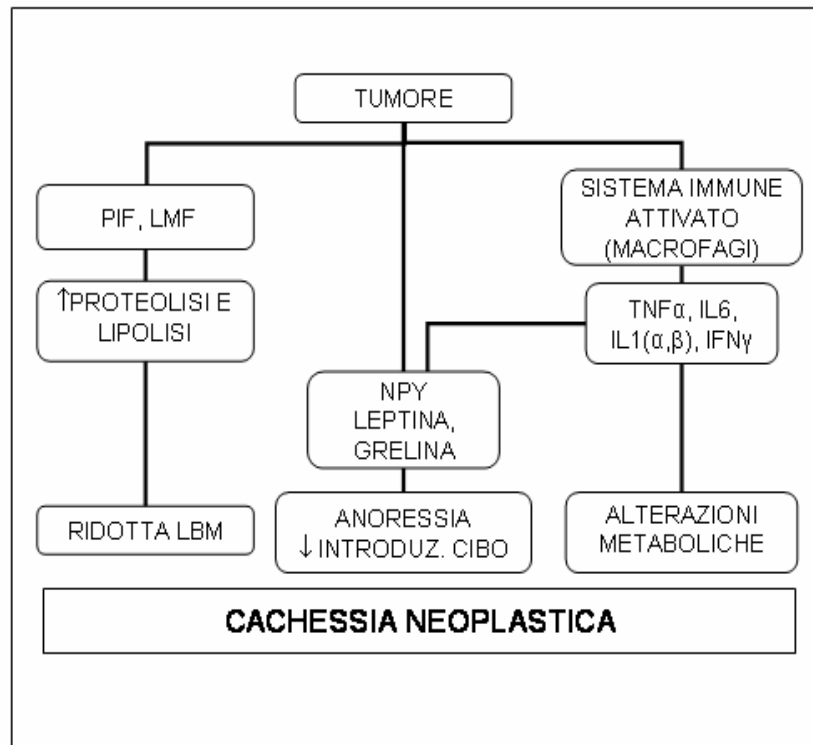 TUMORE
PIF, LMF
↑PROTEOLISI E
LIPOLISI
RIDOTTA LBM
NPY
LEPTINA,
GRELINA
ANORESSIA
↓ INTRODUZ. CIBO
SISTEMA IMMUNE
ATTIVATO
(MACROFAGI)
TNFα, IL6,
IL1(α,β), IFNγ
ALTERAZIONI
METABOLICHE
CACHESSIA NEOPLASTICA